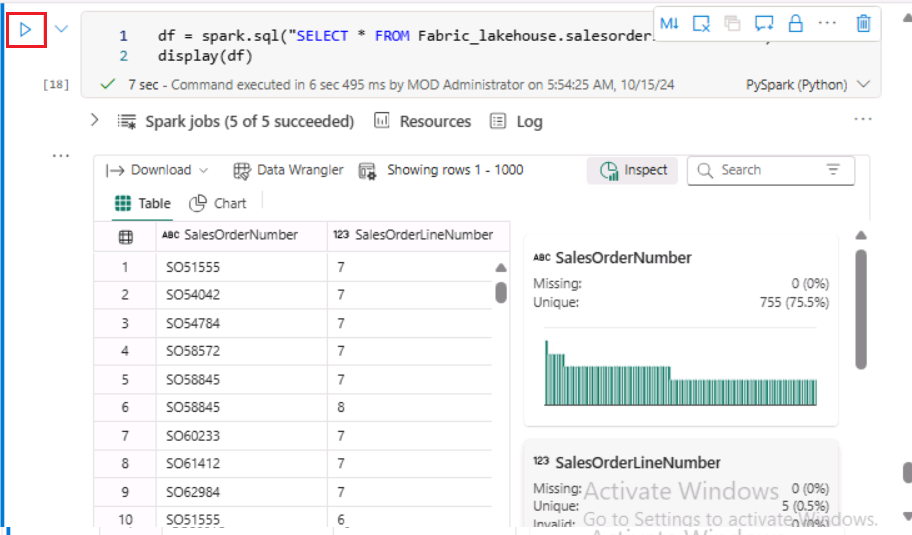 M↓
1 df = spark.sql("SELECT * FROM Fabric_lakehouse.salesorder
2 display(df)
[18] 7 sec - Command executed in 6 sec 495 ms by MOD Administrator on 5:54:25 AM, 10/15/24 PySpark (Python)
Spark jobs (5 of 5 succeeded) Resources Log
Download Data Wrangler Showing rows 1 - 1000 Inspect Search
Table Chart
ABC SalesOrderNumber 123 SalesOrderLineNumber
1 SO51555 7
2 SO54042 7
3 SO54784 7
4 SO58572 7
5 SO58845 7
6 SO58845 8
7 SO60233 7
8 SO61412 7
9 SO62984 7
10 SO51555 6
ABC SalesOrderNumber
Missing: 0 (0%)
Unique: 755 (75.5%)
123 SalesOrderLineNumber
Missing: 0 (0%)
Unique: 5 (0.5%)
Invalid: 0 (0%)
Activate Windows
Go to Settings to activate Windows.